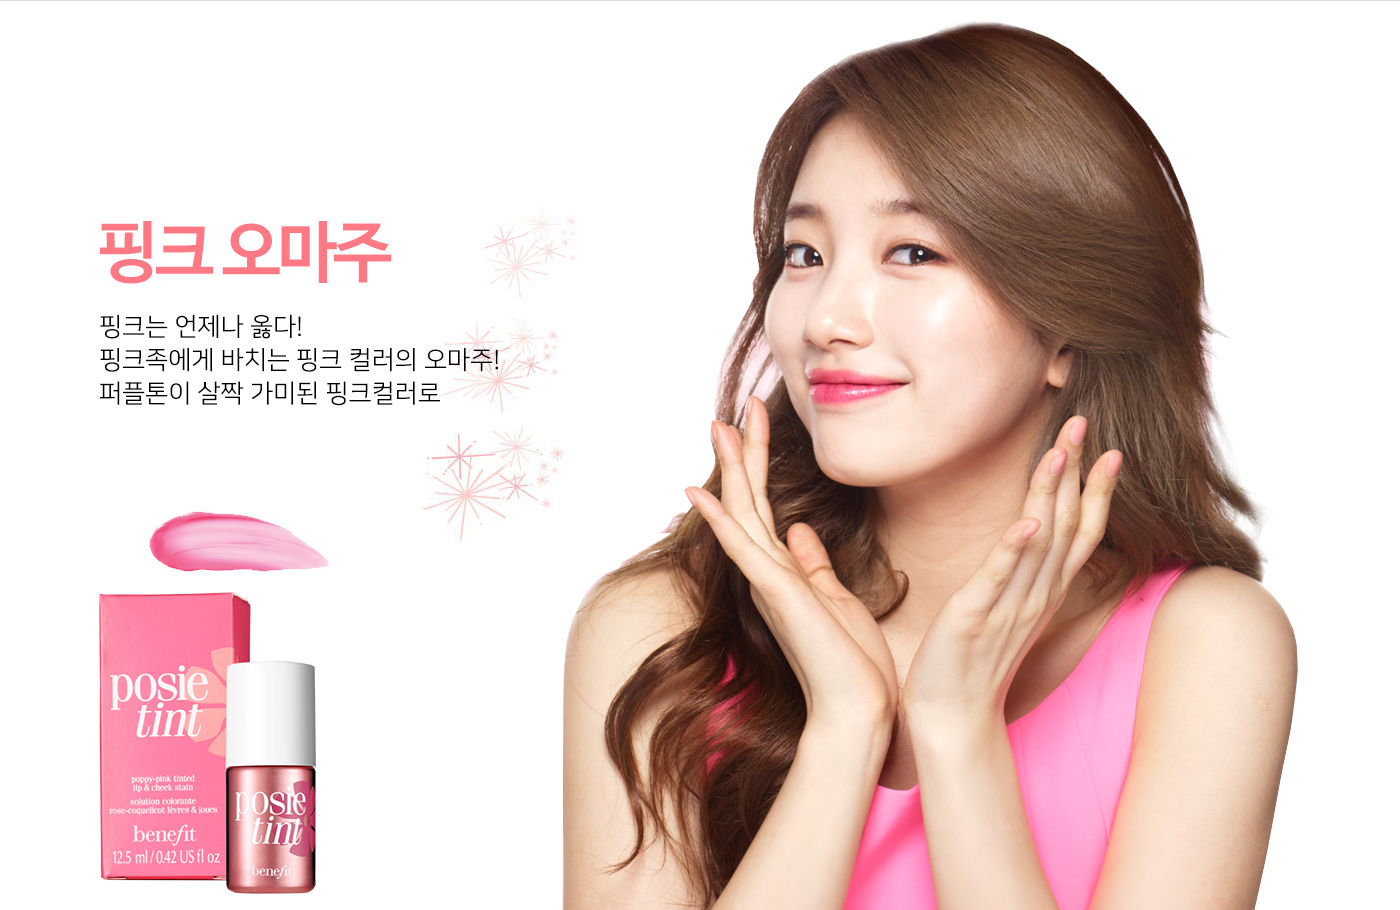 핑크 오마주
핑크는 언제나 옳다!
핑크족에게 바치는 핑크 컬러의 오마주!
퍼플톤이 살짝 가미된 핑크컬러로
posie
tint
poppy-pink tinted
lip & cheek stain
solution colorante
rose-coquelicot lèvres & joues
benefit
12.5 ml / 0.42 US fl oz
posie
tint
benefit